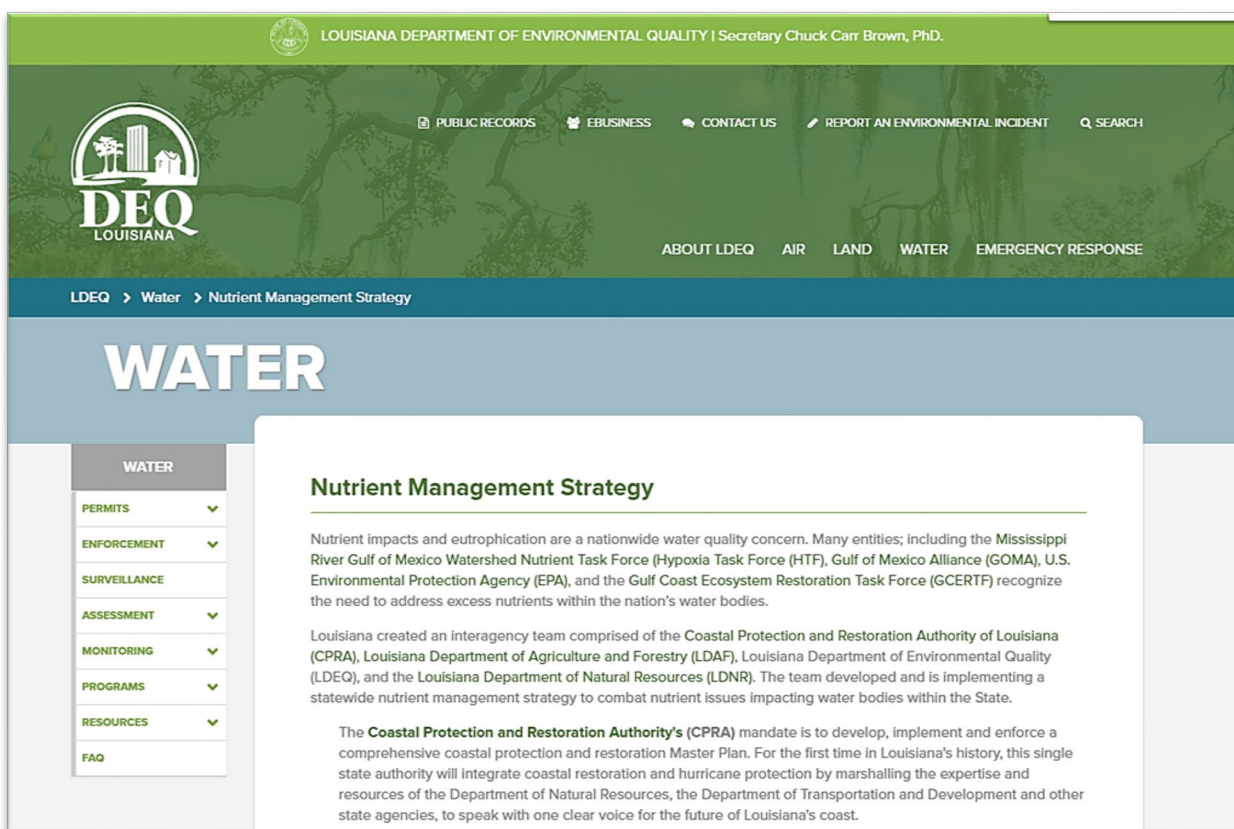 LOUISIANA DEPARTMENT OF ENVIRONMENTAL QUALITY | Secretary Chuck Carr Brown, PhD.
PUBLIC RECORDS EBUSINESS CONTACT US REPORT AN ENVIRONMENTAL INCIDENT SEARCH
DEQ
LOUISIANA
ABOUT LDEQ AIR LAND WATER EMERGENCY RESPONSE
LDEQ > Water > Nutrient Management Strategy
WATER
WATER
PERMITS
ENFORCEMENT
SURVEILLANCE
ASSESSMENT
MONITORING
PROGRAMS
RESOURCES
FAQ
Nutrient Management Strategy
Nutrient impacts and eutrophication are a nationwide water quality concern. Many entities; including the Mississippi
River Gulf of Mexico Watershed Nutrient Task Force (Hypoxia Task Force (HTF), Gulf of Mexico Alliance (GOMA), U.S.
Environmental Protection Agency (EPA), and the Gulf Coast Ecosystem Restoration Task Force (GCERTF) recognize
the need to address excess nutrients within the nation's water bodies.
Louisiana created an interagency team comprised of the Coastal Protection and Restoration Authority of Louisiana
(CPRA), Louisiana Department of Agriculture and Forestry (LDAF), Louisiana Department of Environmental Quality
(LDEQ), and the Louisiana Department of Natural Resources (LDNR). The team developed and is implementing a
statewide nutrient management strategy to combat nutrient issues impacting water bodies within the State.
The Coastal Protection and Restoration Authority's (CPRA) mandate is to develop, implement and enforce a
comprehensive coastal protection and restoration Master Plan. For the first time in Louisiana's history, this single
state authority will integrate coastal restoration and hurricane protection by marshalling the expertise and
resources of the Department of Natural Resources, the Department of Transportation and Development and other
state agencies, to speak with one clear voice for the future of Louisiana's coast.